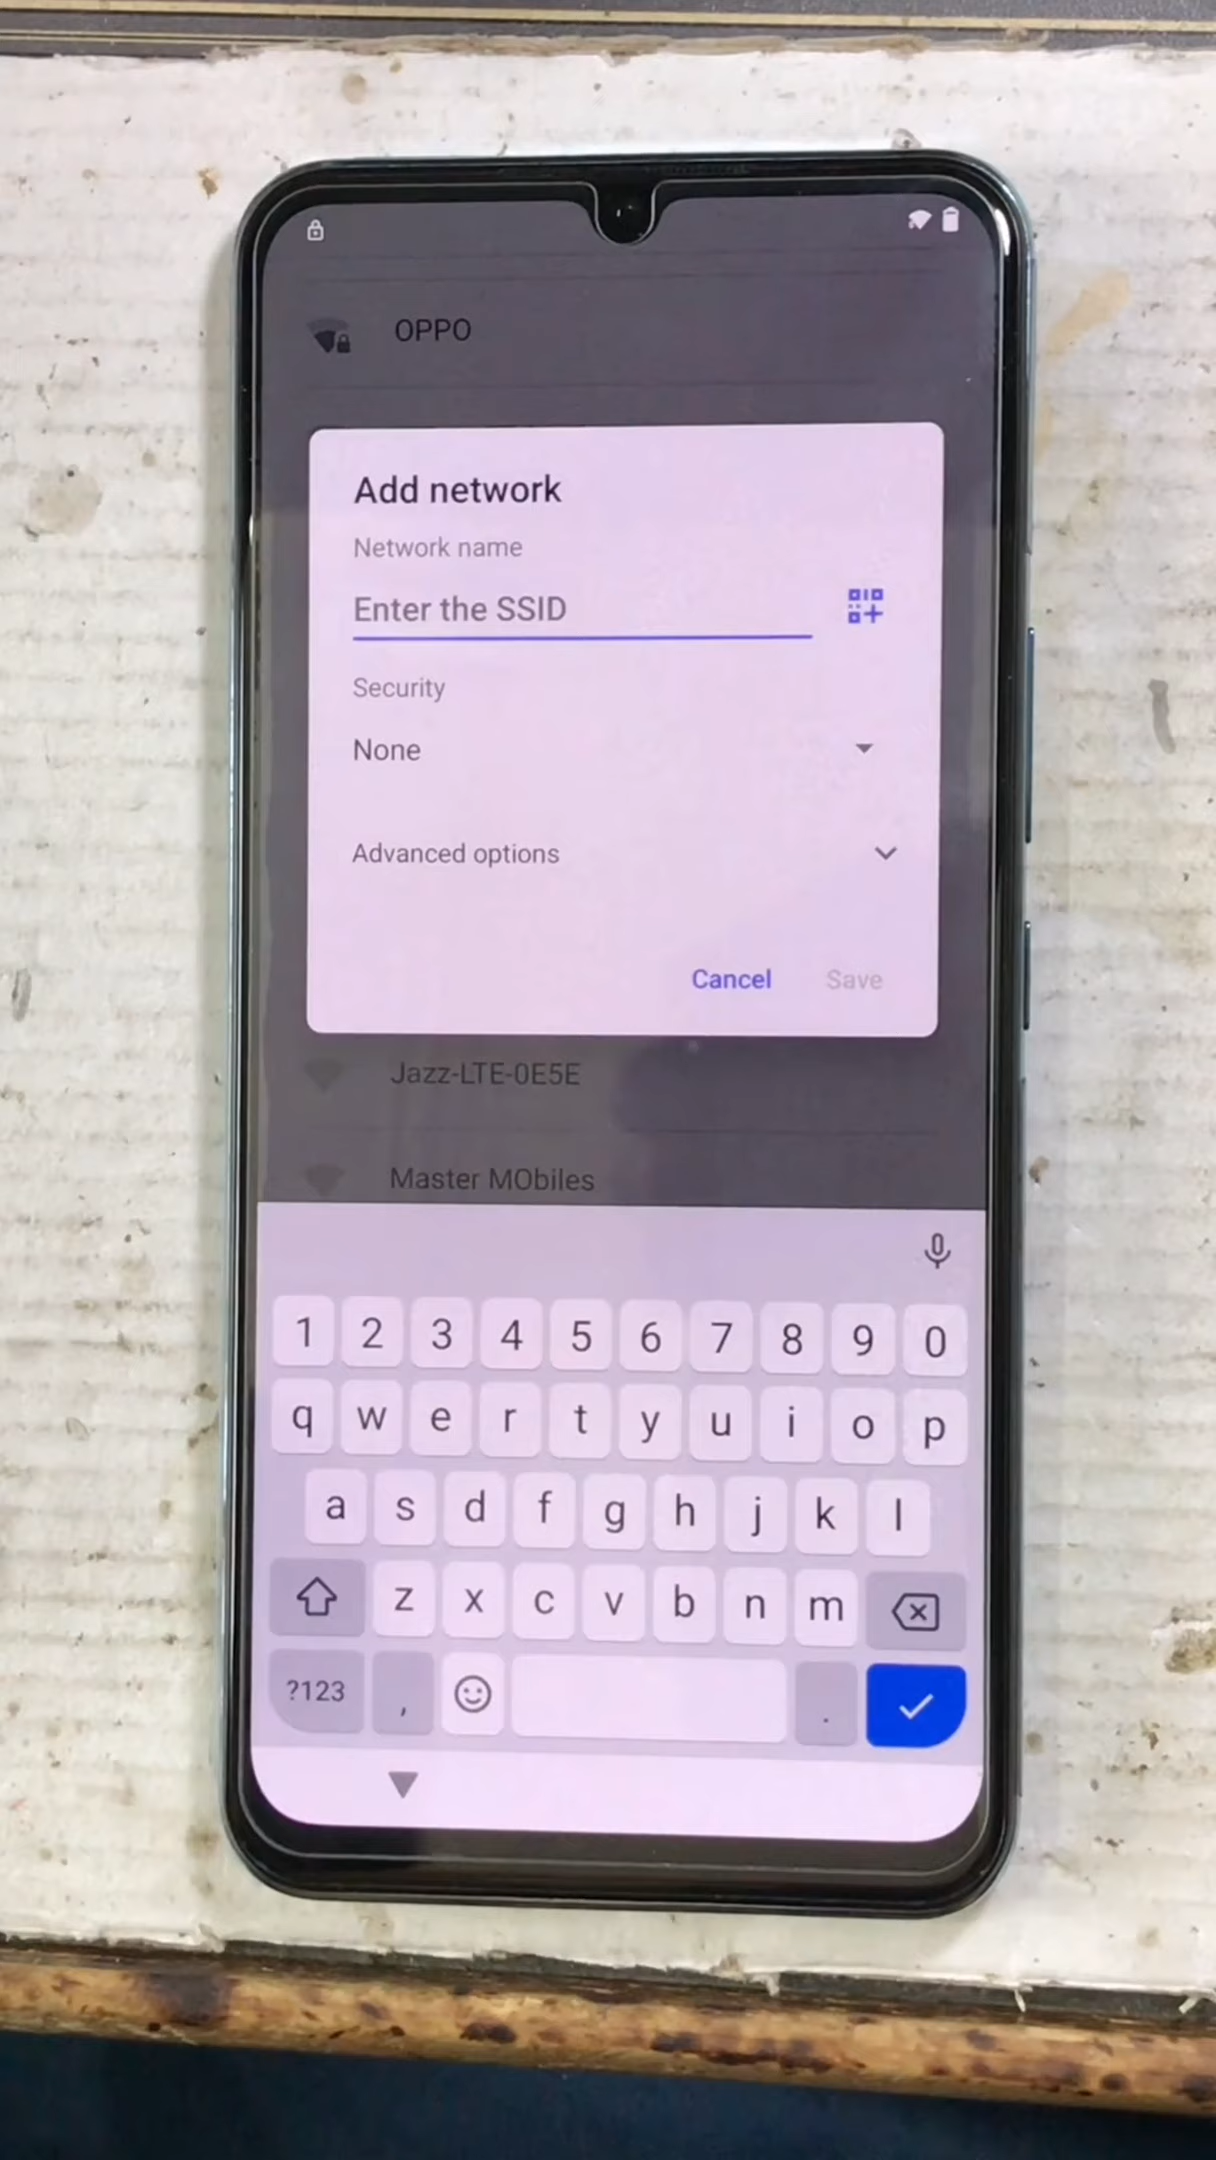 OPPO
Add network
Network name
Enter the SSID
Security
None
Advanced options
Cancel Save
Jazz-LTE-0E5E
Master MObiles
1 2 3 4 5 6 7 8 9 0
q w e r t y u i o p
a s d f g h j k l
z x c v b n m
?123 , .